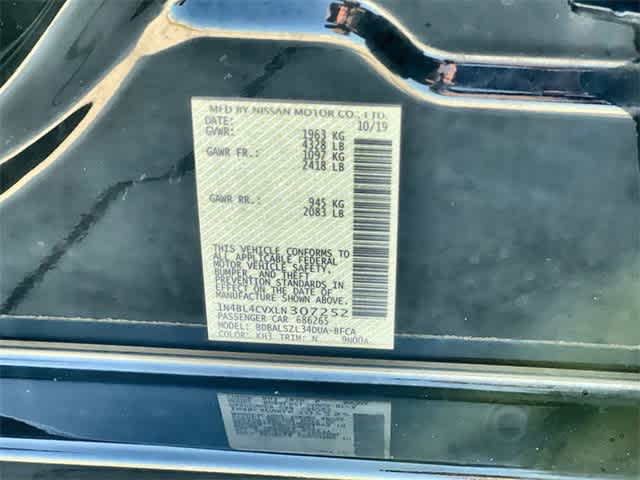 MFD BY NISSAN MOTOR CO., LTD.
DATE: 10/19
GVWR: 1963 KG
4328 LB
GAWR FR.: 1097 KG
2418 LB
GAWR RR.: 945 KG
2083 LB
THIS VEHICLE CONFORMS TO
ALL APPLICABLE FEDERAL
MOTOR VEHICLE SAFETY,
BUMPER, AND THEFT
PREVENTION STANDARDS IN
EFFECT ON THE DATE OF
MANUFACTURE SHOWN ABOVE.
1N4BL4CVXLN307252
PASSENGER CAR 686265
MODEL: BDBALSZL34DUA-BFCA
COLOR: KH3 TRIM: N 9H00A